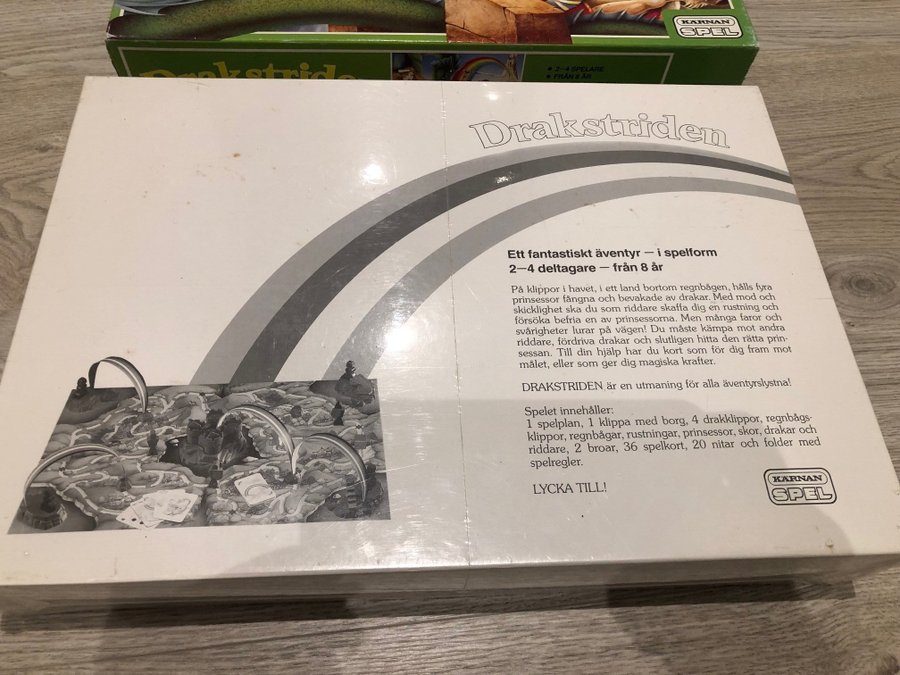 KÄRNAN
SPEL
Drakstriden
• 2–4 SPELARE
• FRÅN 8 ÅR
Drakstriden
Ett fantastiskt äventyr – i spelform
2–4 deltagare – från 8 år
På klippor i havet, i ett land bortom regnbågen, hålls fyra
prinsessor fångna och bevakade av drakar. Med mod och
skicklighet ska du som riddare skaffa dig en rustning och
försöka befria en av prinsessorna. Men många faror och
svårigheter lurar på vägen! Du måste kämpa mot andra
riddare, fördriva drakar och slutligen hitta den rätta prin-
sessan. Till din hjälp har du kort som för dig fram mot
målet, eller som ger dig magiska krafter.
DRAKSTRIDEN är en utmaning för alla äventyrslystna!
Spelet innehåller:
1 spelplan, 1 klippa med borg, 4 drakklippor, regnbågs-
klippor, regnbågar, rustningar, prinsessor, skor, drakar och
riddare, 2 broar, 36 spelkort, 20 nitar och folder med
spelregler.
LYCKA TILL!
KÄRNAN
SPEL